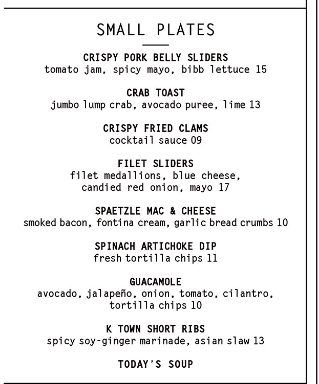 SMALL PLATES
CRISPY PORK BELLY SLIDERS
tomato jam, spicy mayo, bibb lettuce 15
CRAB TOAST
jumbo lump crab, avocado puree, lime 13
CRISPY FRIED CLAMS
cocktail sauce 09
FILET SLIDERS
filet medallions, blue cheese,
candied red onion, mayo 17
SPAETZLE MAC & CHEESE
smoked bacon, fontina cream, garlic bread crumbs 10
SPINACH ARTICHOKE DIP
fresh tortilla chips 11
GUACAMOLE
avocado, jalapeño, onion, tomato, cilantro,
tortilla chips 10
K TOWN SHORT RIBS
spicy soy-ginger marinade, asian slaw 13
TODAY'S SOUP